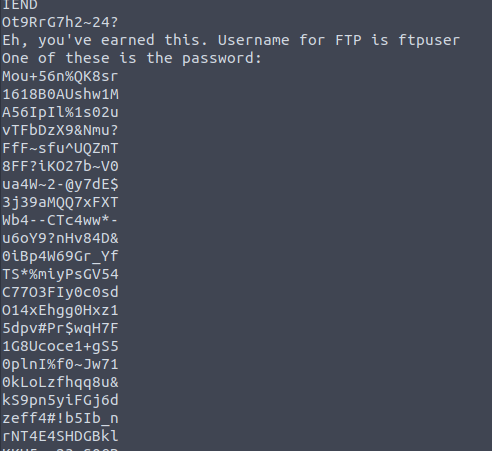 IEND
Ot9RrG7h2~24?
Eh, you've earned this. Username for FTP is ftpuser
One of these is the password:
Mou+56n%QK8sr
1618B0AUshw1M
A56IpIl%1s02u
vTFbDzX9&Nmu?
FfF~sfu^UQZmT
8FF?iKO27b~V0
ua4W~2-@y7dE$
3j39aMQQ7xFXT
Wb4--CTc4ww*-
u6oY9?nHv84D&
0iBp4W69Gr_Yf
TS*%miyPsGV54
C77O3FIy0c0sd
O14xEhgg0Hxz1
5dpv#Pr$wqH7F
1G8Ucoce1+gS5
0plnI%f0~Jw71
0kLoLzfhqq8u&
kS9pn5yiFGj6d
zeff4#!b5Ib_n
rNT4E4SHDGBkl